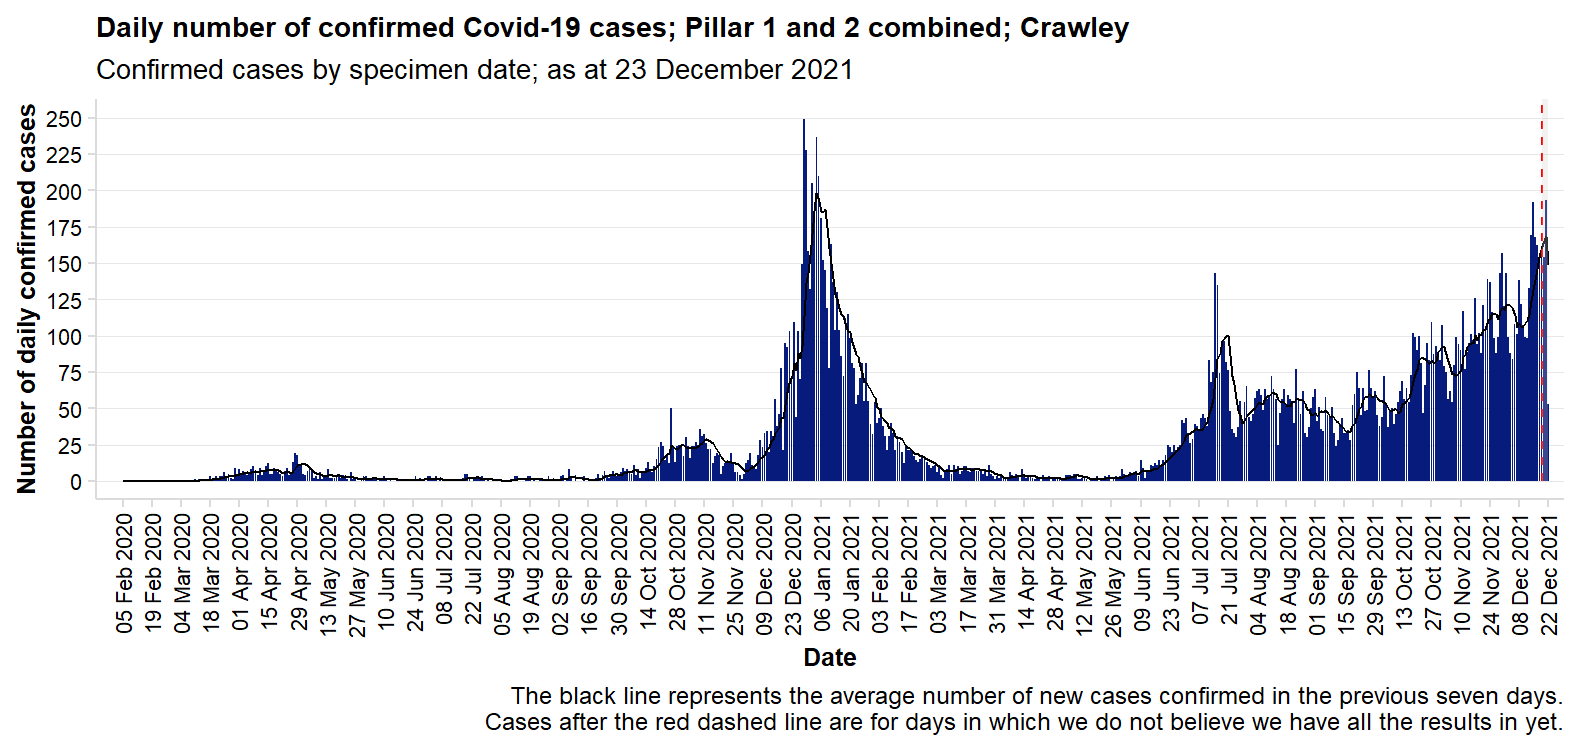 Daily number of confirmed Covid-19 cases; Pillar 1 and 2 combined; Crawley
Confirmed cases by specimen date; as at 23 December 2021
Number of daily confirmed cases
250
225
200
175
150
125
100
75
50
25
0
05 Feb 2020
19 Feb 2020
04 Mar 2020
18 Mar 2020
01 Apr 2020
15 Apr 2020
29 Apr 2020
13 May 2020
27 May 2020
10 Jun 2020
24 Jun 2020
08 Jul 2020
22 Jul 2020
05 Aug 2020
19 Aug 2020
02 Sep 2020
16 Sep 2020
30 Sep 2020
14 Oct 2020
28 Oct 2020
11 Nov 2020
25 Nov 2020
09 Dec 2020
23 Dec 2020
06 Jan 2021
20 Jan 2021
03 Feb 2021
17 Feb 2021
03 Mar 2021
17 Mar 2021
31 Mar 2021
14 Apr 2021
28 Apr 2021
12 May 2021
26 May 2021
09 Jun 2021
23 Jun 2021
07 Jul 2021
21 Jul 2021
04 Aug 2021
18 Aug 2021
01 Sep 2021
15 Sep 2021
29 Sep 2021
13 Oct 2021
27 Oct 2021
10 Nov 2021
24 Nov 2021
08 Dec 2021
22 Dec 2021
Date
The black line represents the average number of new cases confirmed in the previous seven days.
Cases after the red dashed line are for days in which we do not believe we have all the results in yet.